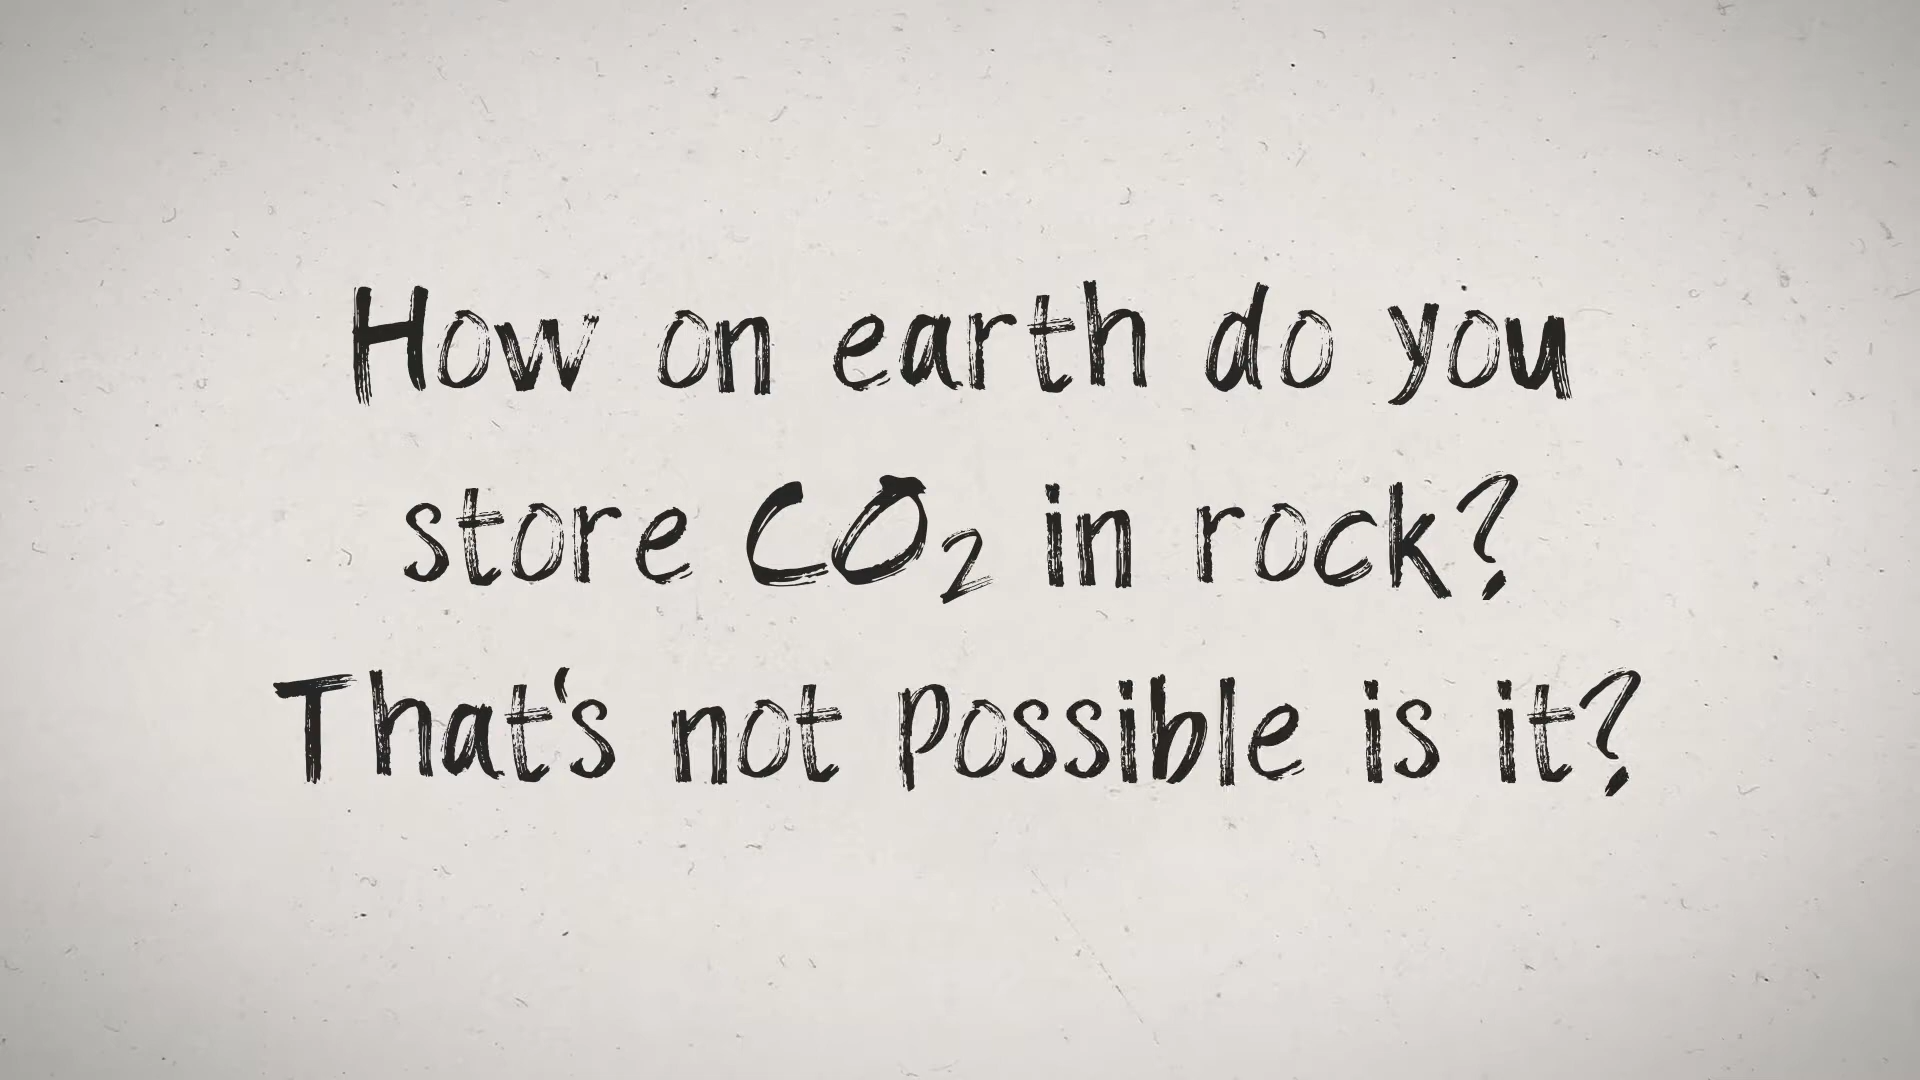 How on earth do you
store CO₂ in rock?
That‘s not possible is it?